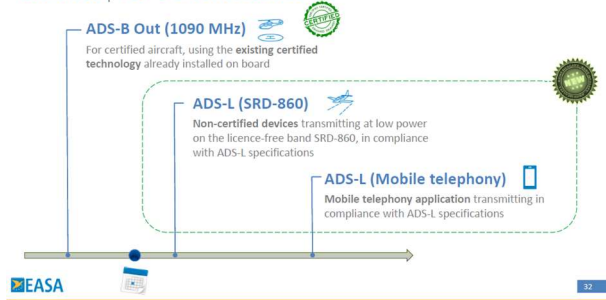 ADS-B Out (1090 MHz)
CERTIFIED
For certified aircraft, using the existing certified
technology already installed on board
NEW
ADS-L (SRD-860)
Non-certified devices transmitting at low power
on the licence-free band SRD-860, in compliance
with ADS-L specifications
ADS-L (Mobile telephony)
Mobile telephony application transmitting in
compliance with ADS-L specifications
EASA
32